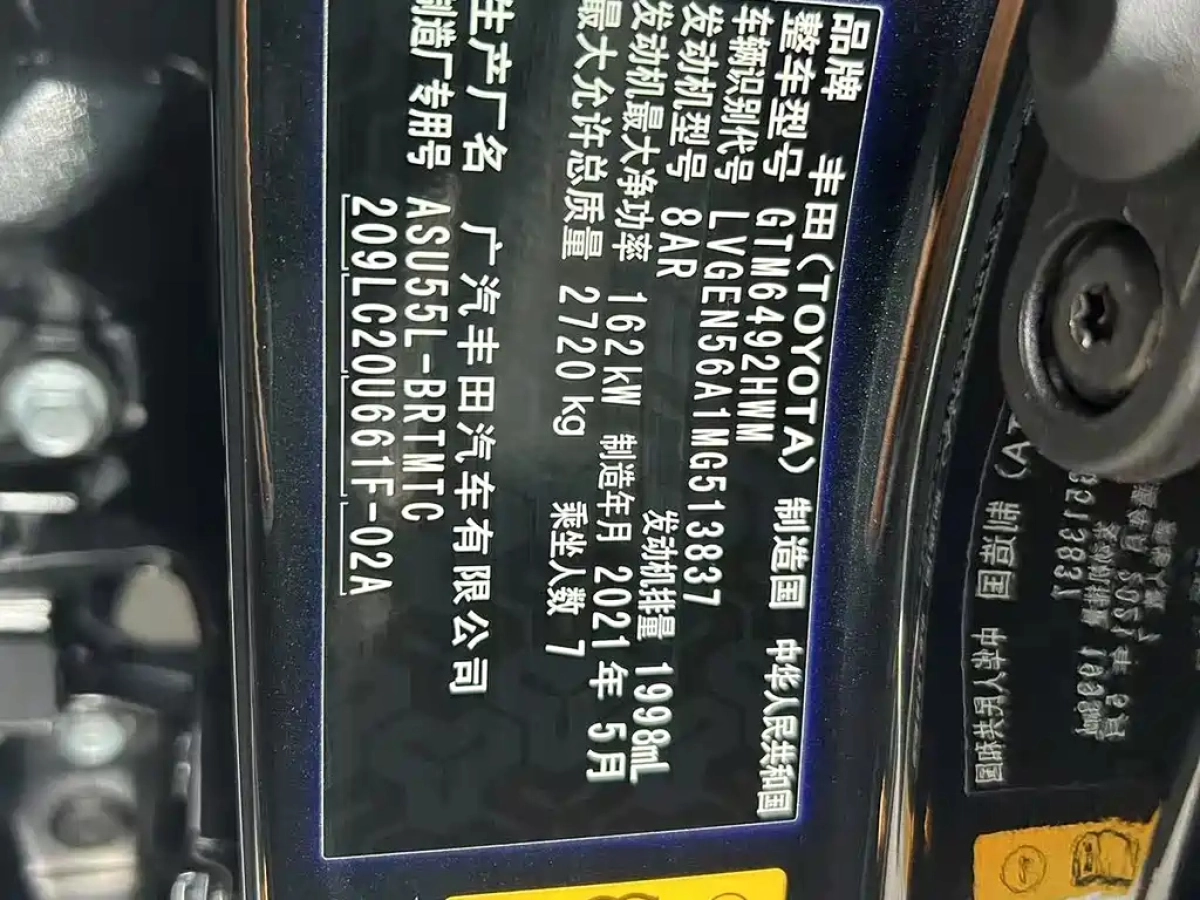 品牌 丰田(TOYOTA) 制造国 中华人民共和国
整车型号 GTM6492HWM
车辆识别代号 LVGEN56A1MG513837
发动机型号 8AR 发动机排量 1998mL
发动机最大净功率 162kW 制造年月 2021年 5月
最大允许总质量 2720kg 乘坐人数 7
生产厂名 广汽丰田汽车有限公司
制造厂专用号 ASU55L-BRTMTC
209LC20U661F-02A